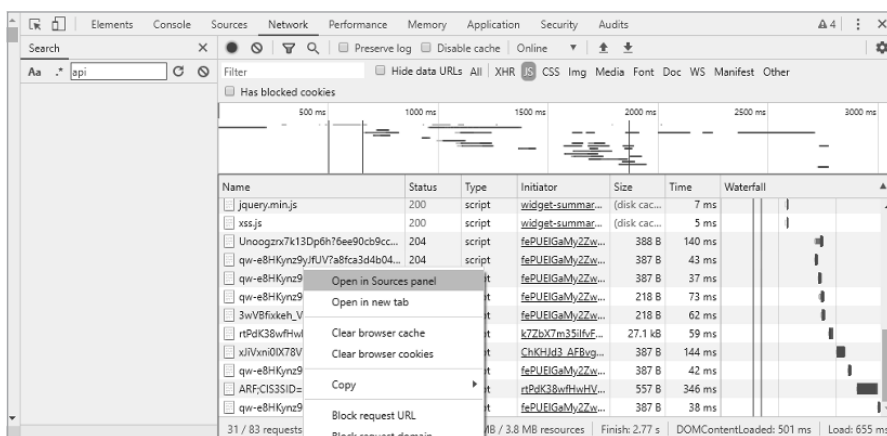 Elements Console Sources Network Performance Memory Application Security Audits 4
Search Preserve log Disable cache Online
Aa .* api Filter Hide data URLs All XHR JS CSS Img Media Font Doc WS Manifest Other
Has blocked cookies
500 ms 1000 ms 1500 ms 2000 ms 2500 ms 3000 ms
Name Status Type Initiator Size Time Waterfall
jquery.min.js 200 script widget-summar... (disk cac... 7 ms
xss.js 200 script widget-summar... (disk cac... 5 ms
Unoogzrx7k13Dp6h?6ee90cb9cc... 204 script fePUEIGaMy2Zw... 388 B 140 ms
qw-e8HKynz9yJfUV?a8fca3d4b04... 204 script fePUEIGaMy2Zw... 387 B 43 ms
qw-e8HKynz9 Open in Sources panel fePUEIGaMy2Zw... 387 B 37 ms
qw-e8HKynz9 Open in new tab fePUEIGaMy2Zw... 218 B 73 ms
3wVBfixkeh_V fePUEIGaMy2Zw... 218 B 62 ms
rtPdK38wfHwl Clear browser cache k7ZbX7m35ilfvF... 27.1 kB 59 ms
xJiVxni0lX78V Clear browser cookies ChKHJd3_AFBvg... 387 B 144 ms
qw-e8HKynz9 fePUEIGaMy2Zw... 387 B 42 ms
ARF;CIS3SID= Copy rtPdK38wfHwHV... 557 B 346 ms
qw-e8HKynz9 Block request URL fePUEIGaMy2Zw... 387 B 38 ms
31 / 83 requests Block request domain MB / 3.8 MB resources Finish: 2.77 s DOMContentLoaded: 501 ms Load: 655 ms